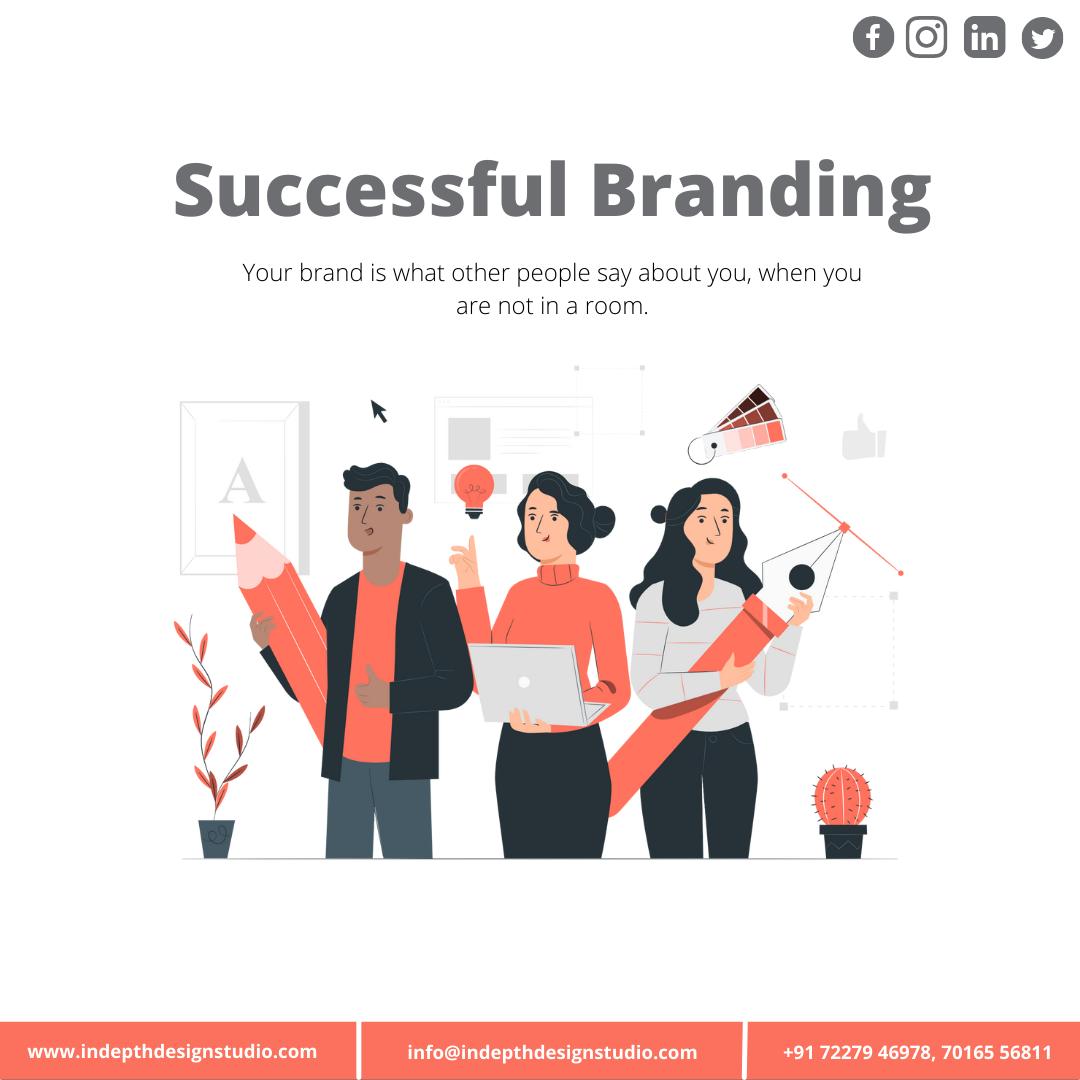 Successful Branding
Your brand is what other people say about you, when you
are not in a room.
A
www.indepthdesignstudio.com
info@indepthdesignstudio.com
+91 72279 46978, 70165 56811